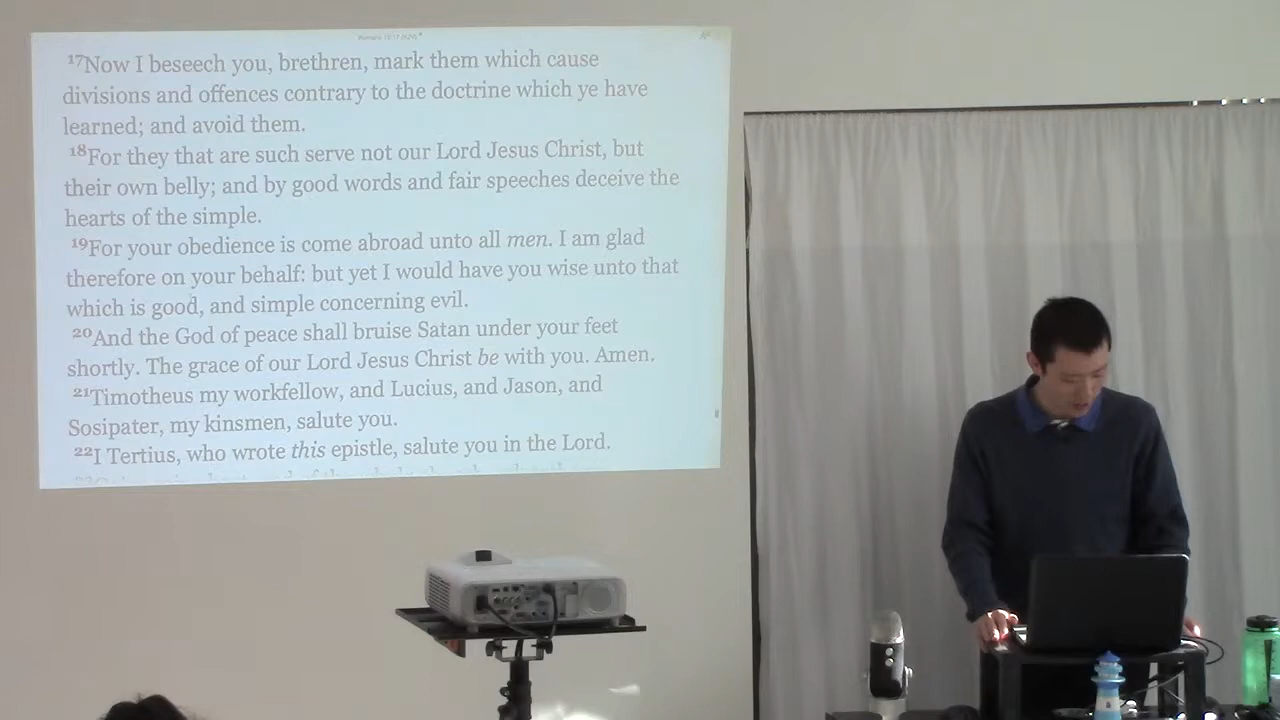 17Now I beseech you, brethren, mark them which cause
divisions and offences contrary to the doctrine which ye have
learned; and avoid them.
18For they that are such serve not our Lord Jesus Christ, but
their own belly; and by good words and fair speeches deceive the
hearts of the simple.
19For your obedience is come abroad unto all men. I am glad
therefore on your behalf: but yet I would have you wise unto that
which is good, and simple concerning evil.
20And the God of peace shall bruise Satan under your feet
shortly. The grace of our Lord Jesus Christ be with you. Amen.
21Timotheus my workfellow, and Lucius, and Jason, and
Sosipater, my kinsmen, salute you.
22I Tertius, who wrote this epistle, salute you in the Lord.